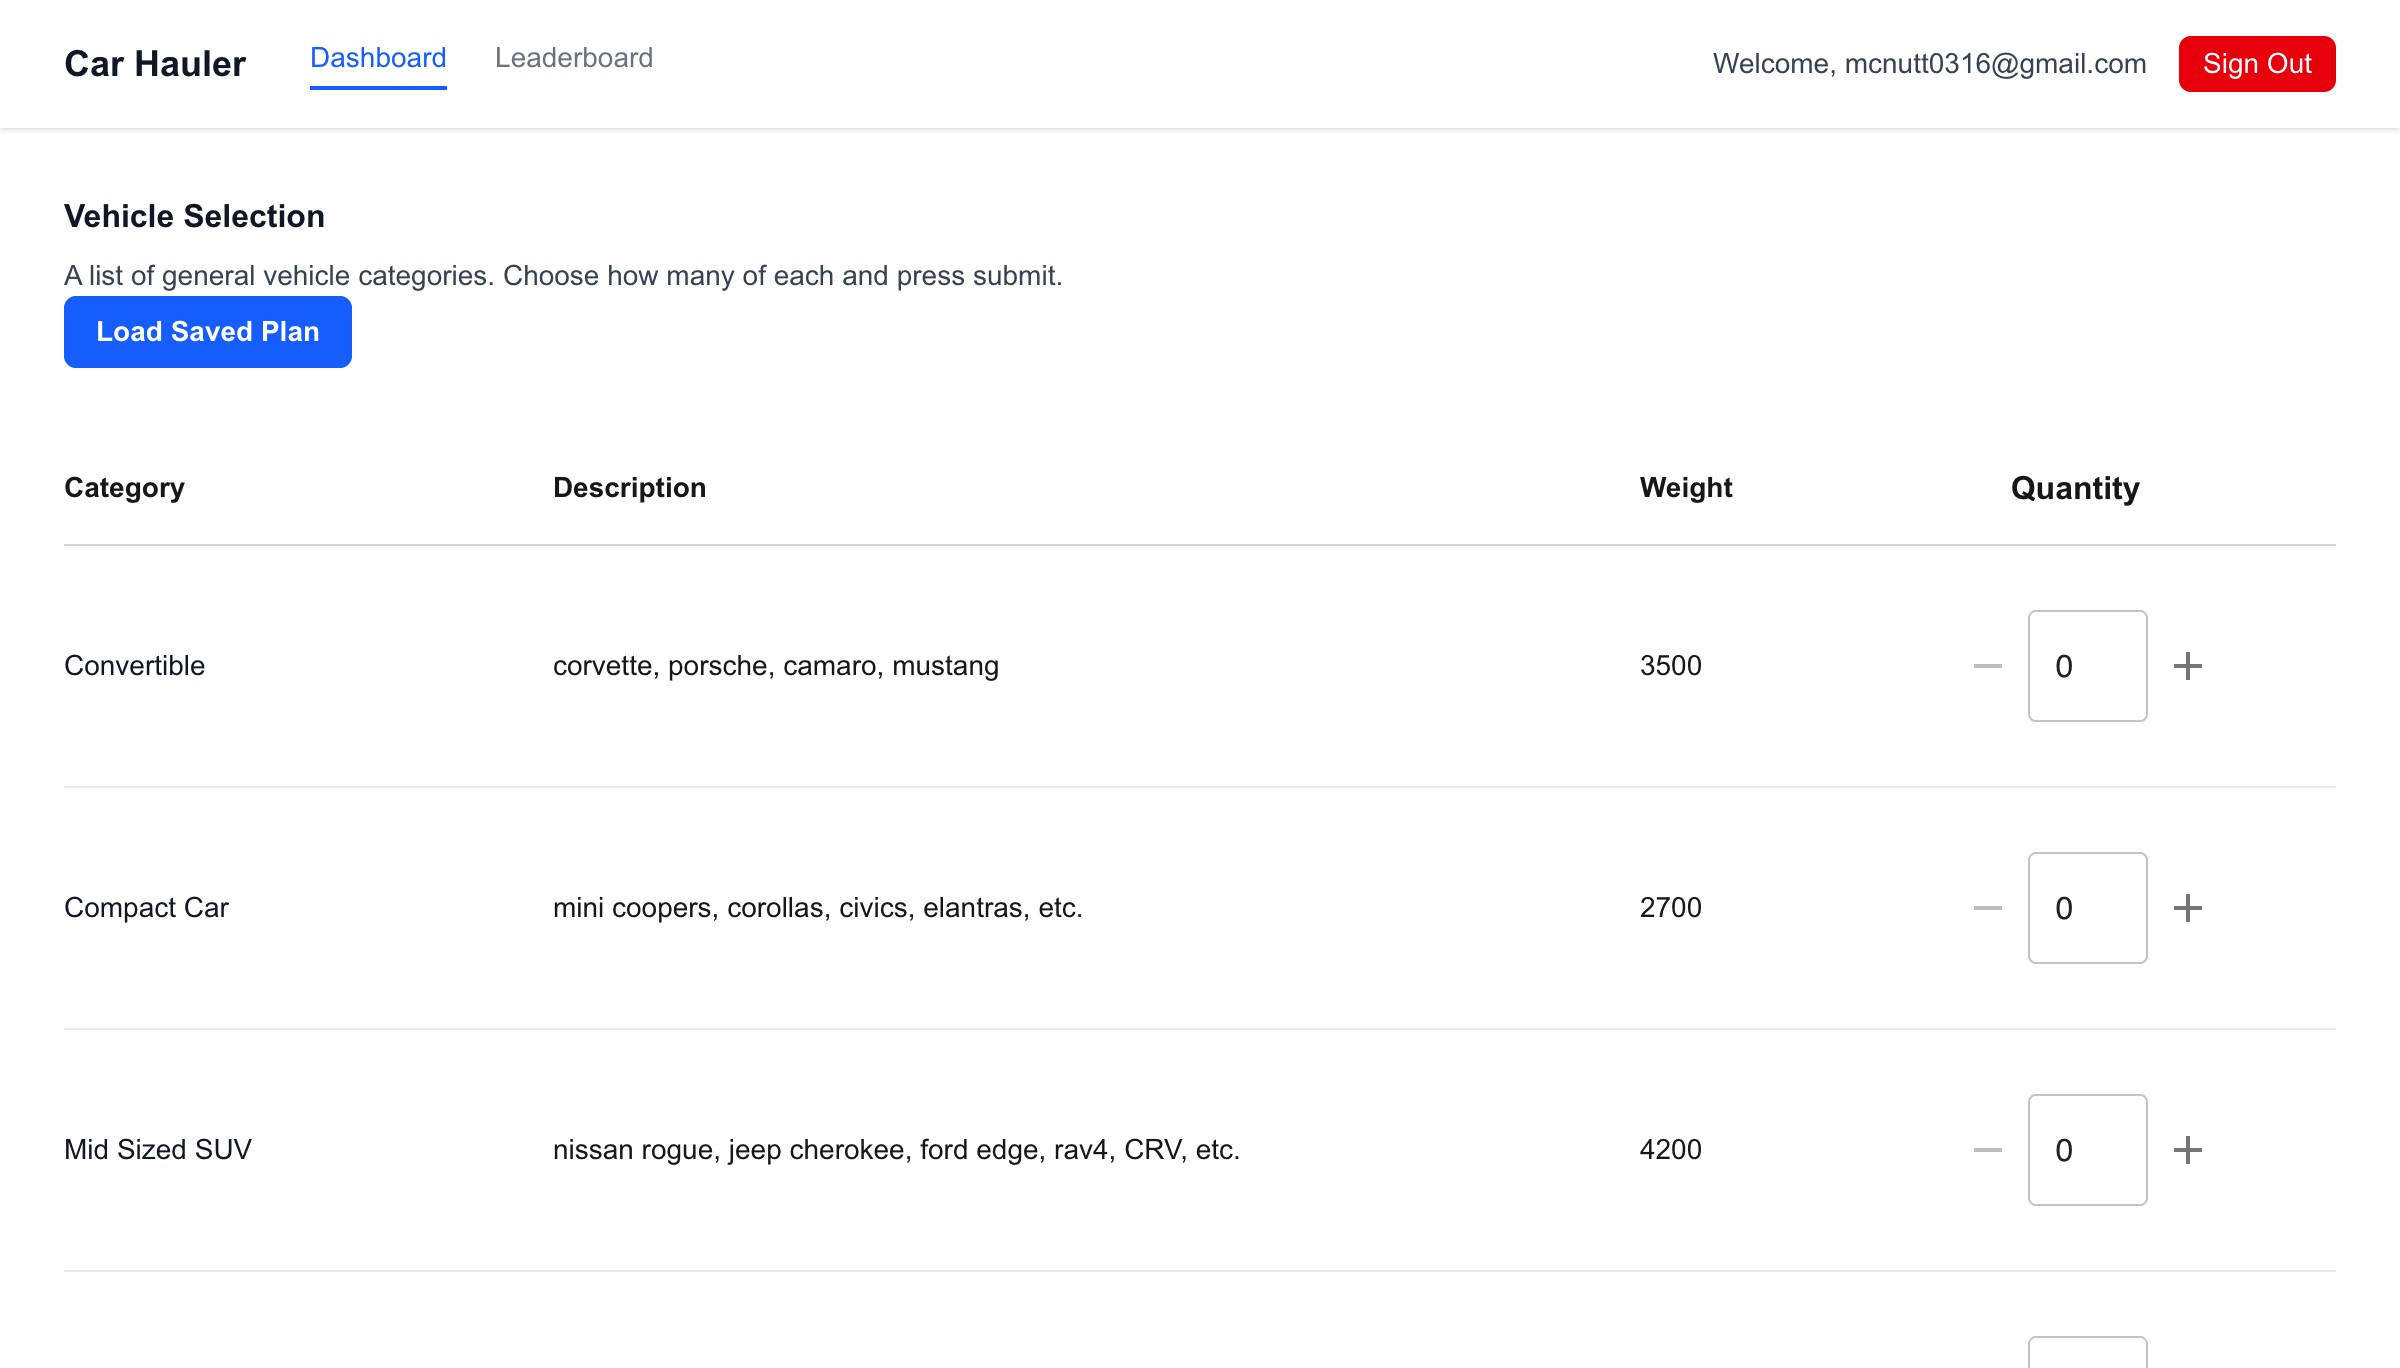 Car Hauler
Dashboard
Leaderboard
Welcome, mcnutt0316@gmail.com
Sign Out
Vehicle Selection
A list of general vehicle categories. Choose how many of each and press submit.
Load Saved Plan
Category Description Weight Quantity
Convertible corvette, porsche, camaro, mustang 3500 0
Compact Car mini coopers, corollas, civics, elantras, etc. 2700 0
Mid Sized SUV nissan rogue, jeep cherokee, ford edge, rav4, CRV, etc. 4200 0